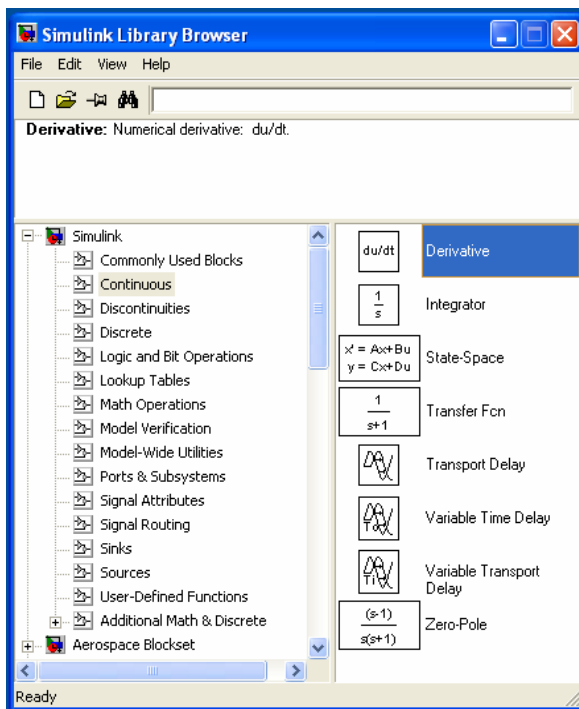 Simulink Library Browser
File Edit View Help
Derivative: Numerical derivative: du/dt.
Simulink
Commonly Used Blocks
Continuous
Discontinuities
Discrete
Logic and Bit Operations
Lookup Tables
Math Operations
Model Verification
Model-Wide Utilities
Ports & Subsystems
Signal Attributes
Signal Routing
Sinks
Sources
User-Defined Functions
Additional Math & Discrete
Aerospace Blockset
du/dt Derivative
1
s
Integrator
x' = Ax+Bu
y = Cx+Du
State-Space
1
s+1
Transfer Fcn
Transport Delay
Variable Time Delay
Variable Transport
Delay
(s-1)
s(s+1)
Zero-Pole
Ready